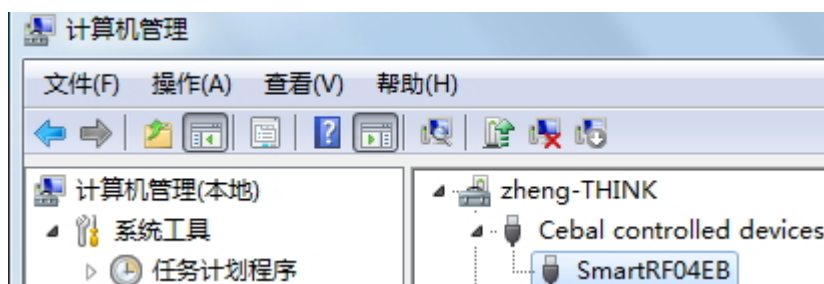 计算机管理
文件(F) 操作(A) 查看(V) 帮助(H)
计算机管理(本地)
系统工具
任务计划程序
zheng-THINK
Cebal controlled devices
SmartRF04EB